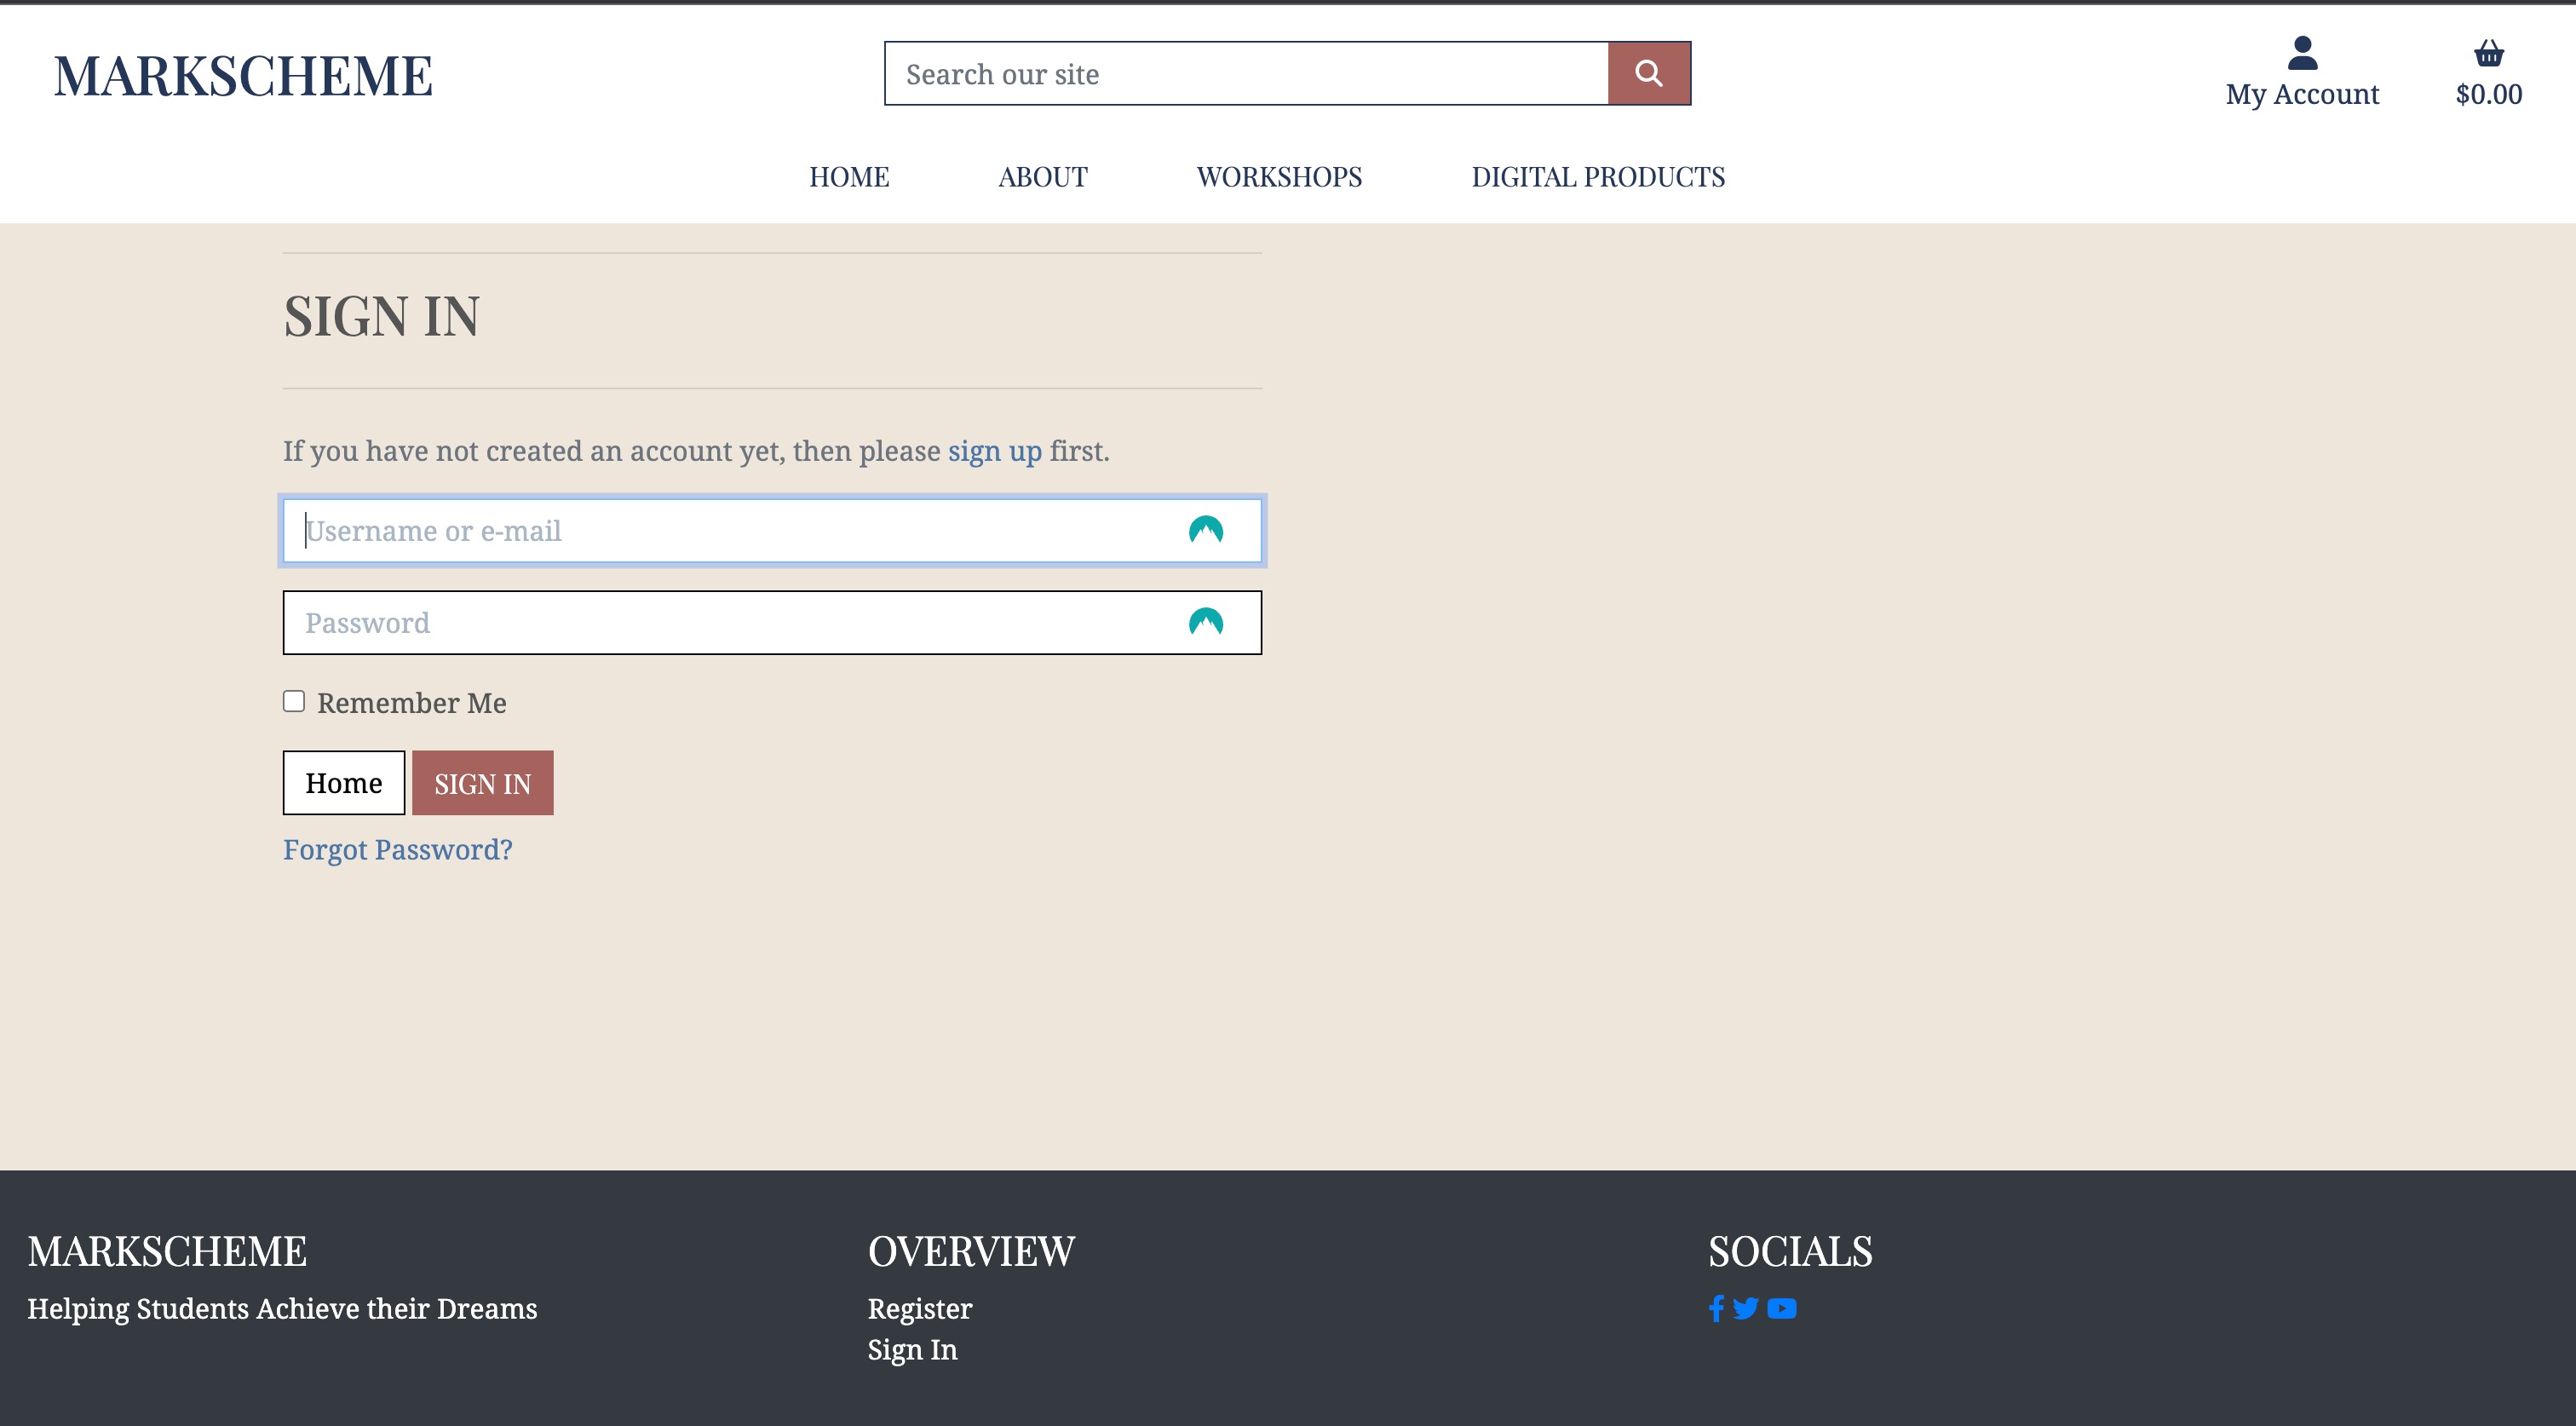 MARKSCHEME
Search our site
My Account
$0.00
HOME ABOUT WORKSHOPS DIGITAL PRODUCTS
SIGN IN
If you have not created an account yet, then please sign up first.
Username or e-mail
Password
Remember Me
Home SIGN IN
Forgot Password?
MARKSCHEME
Helping Students Achieve their Dreams
OVERVIEW
Register
Sign In
SOCIALS